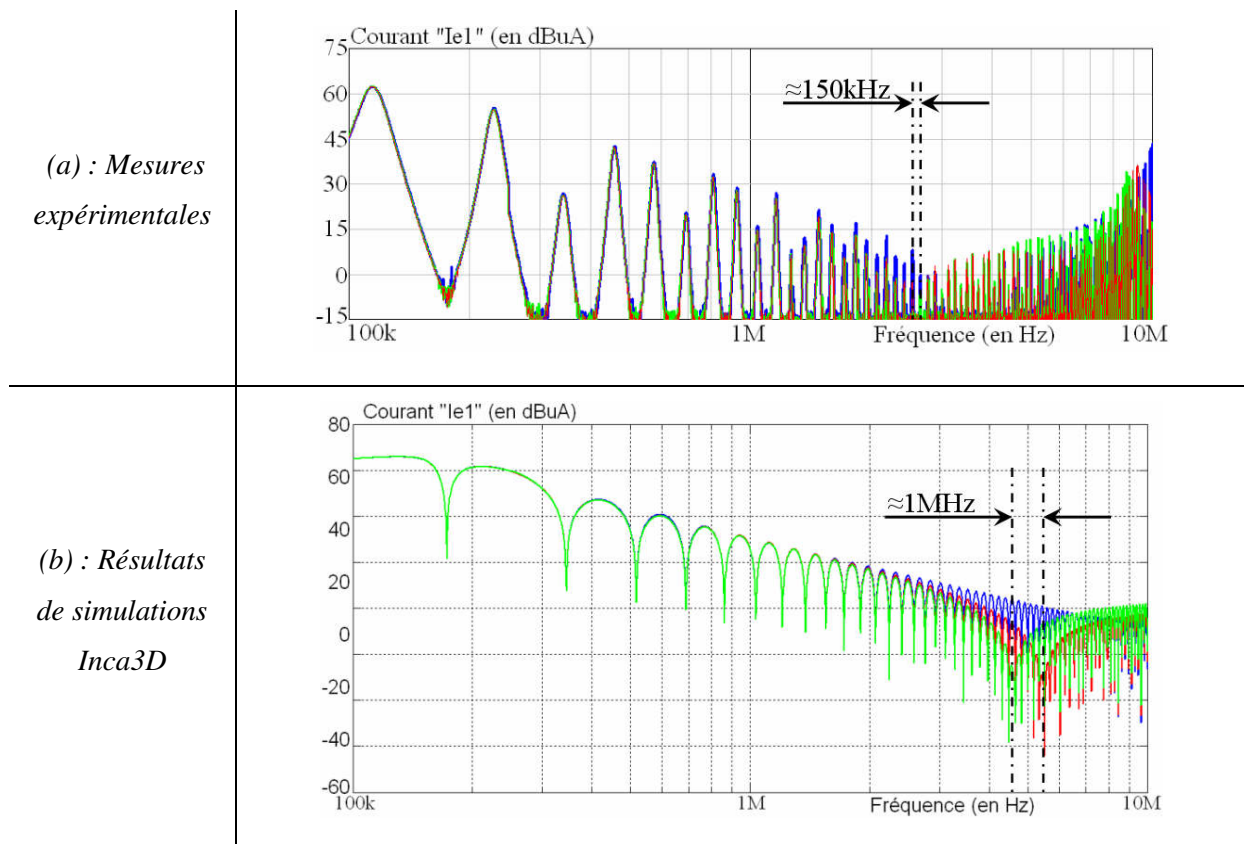 (a) : Mesures
expérimentales
Courant "Ie1" (en dBuA)
75
60
45
30
15
0
-15
≈150kHz
100k
1M
Fréquence (en Hz)
10M
(b) : Résultats
de simulations
Inca3D
Courant "Ie1" (en dBuA)
80
60
40
20
0
-20
-40
-60
≈1MHz
100k
1M
Fréquence (en Hz)
10M